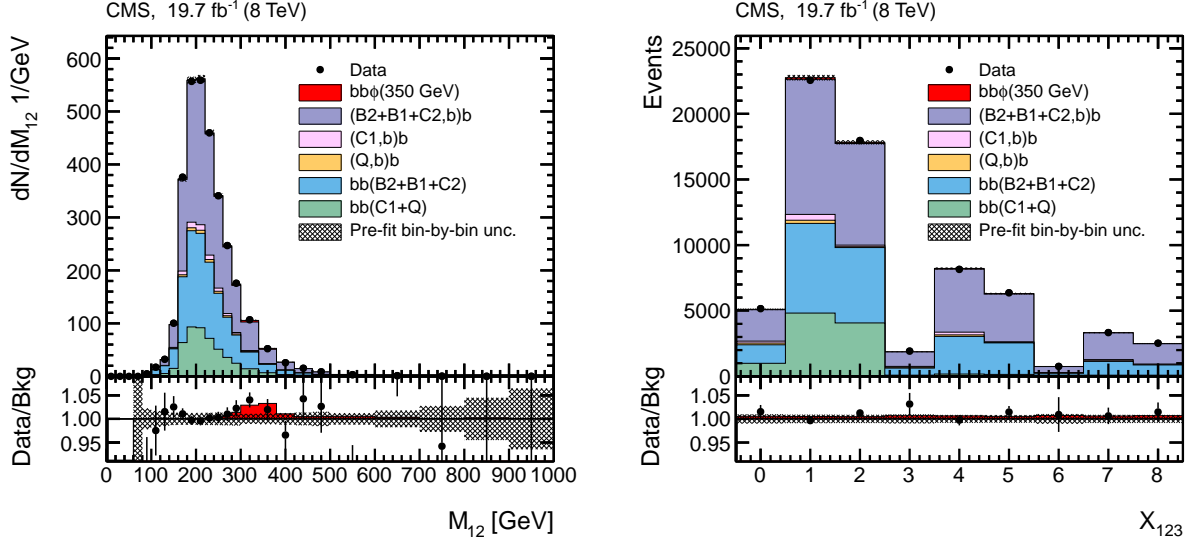 CMS, 19.7 fb⁻¹ (8 TeV)
dN/dM₁₂ 1/GeV
600
500
400
300
200
100
0
Data
bbϕ(350 GeV)
(B2+B1+C2,b)b
(C1,b)b
(Q,b)b
bb(B2+B1+C2)
bb(C1+Q)
Pre-fit bin-by-bin unc.
Data/Bkg
1.05
1.00
0.95
0 100 200 300 400 500 600 700 800 900 1000
M₁₂ [GeV]
CMS, 19.7 fb⁻¹ (8 TeV)
Events
25000
20000
15000
10000
5000
0
Data
bbϕ(350 GeV)
(B2+B1+C2,b)b
(C1,b)b
(Q,b)b
bb(B2+B1+C2)
bb(C1+Q)
Pre-fit bin-by-bin unc.
Data/Bkg
1.05
1.00
0.95
0 1 2 3 4 5 6 7 8
X₁₂₃